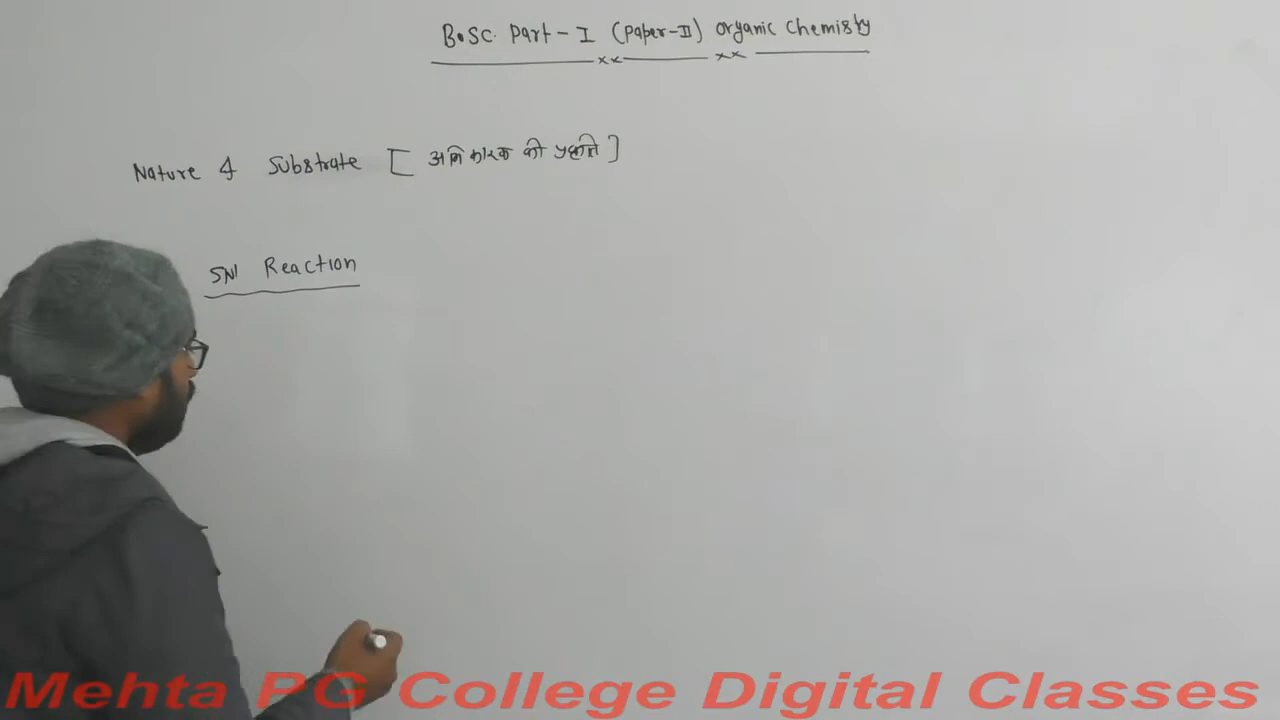 B.Sc. Part-I (Paper-II) Organic Chemistry
Nature of Substrate [अभिकारक की प्रकृति]
SN1 Reaction
Mehta PG College Digital Classes